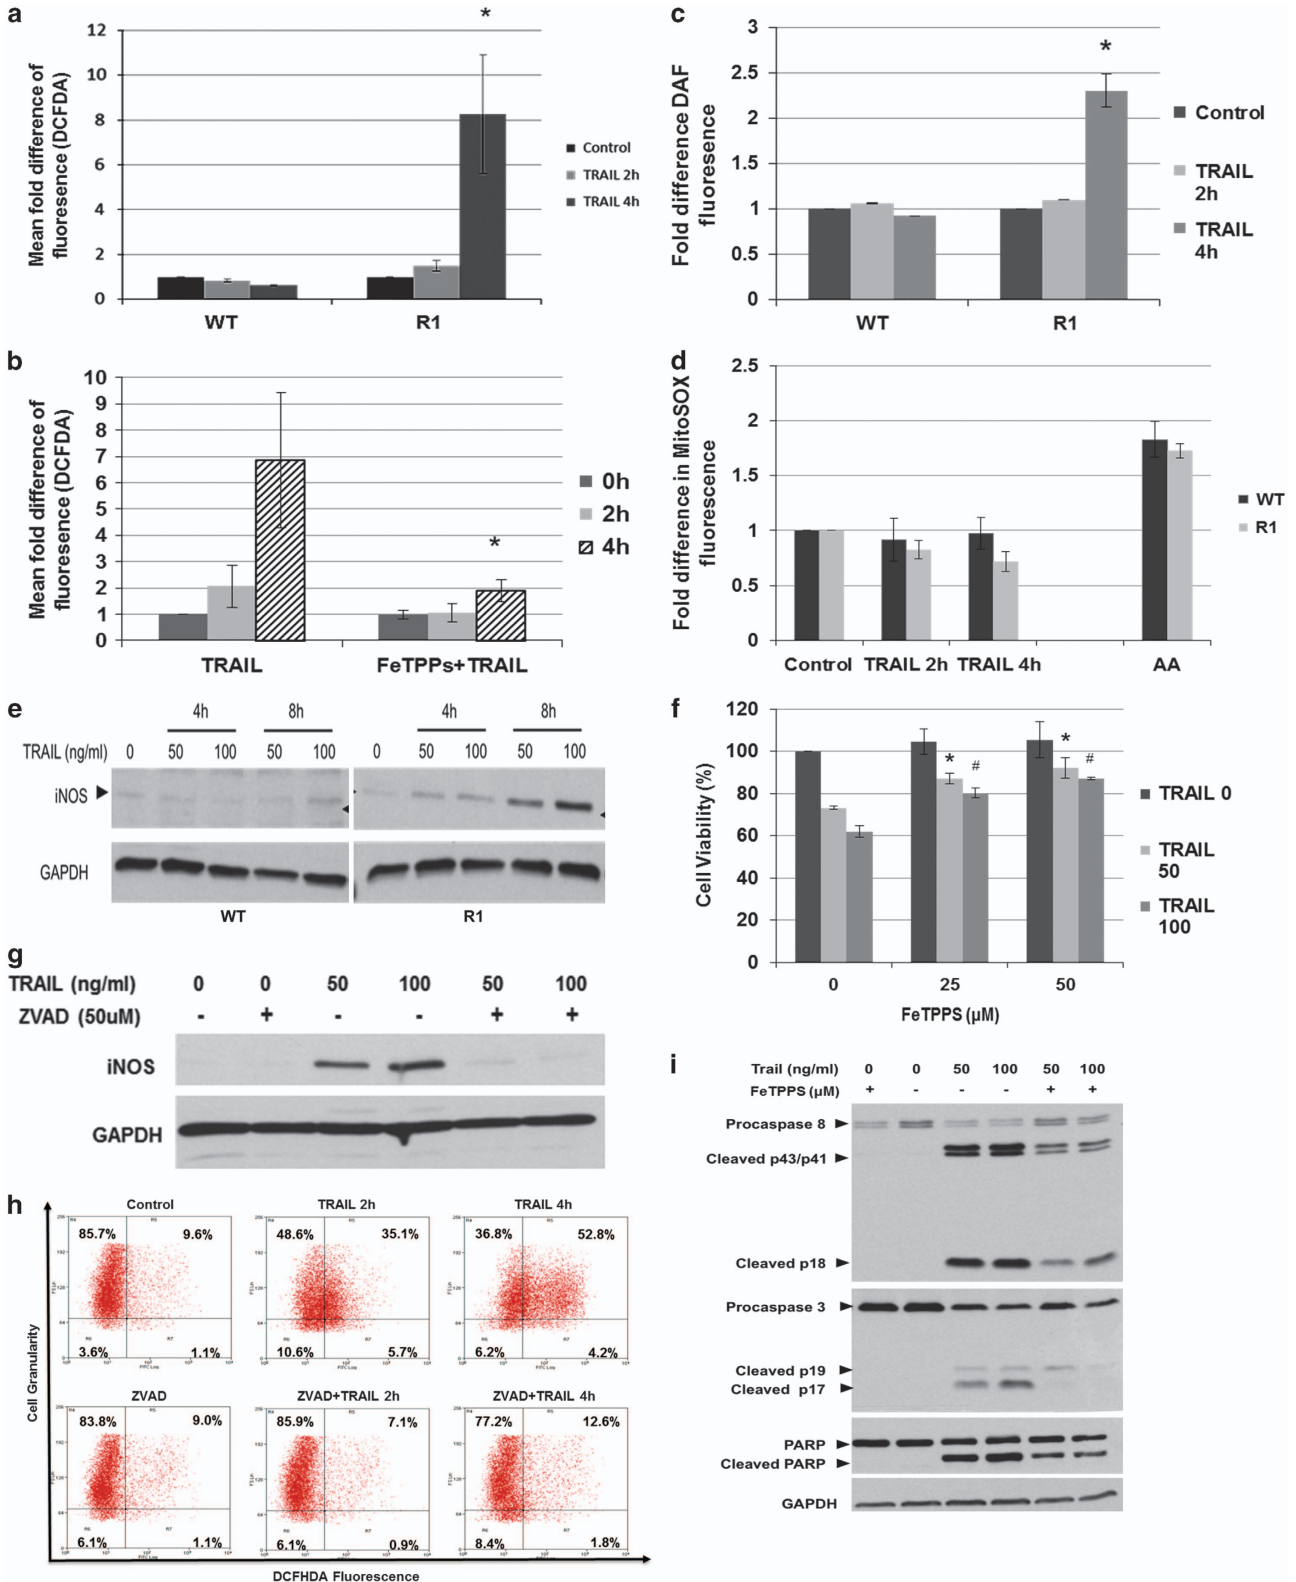 a
*
12
10
8
6
4
2
0
Mean fold difference of
fluoresence (DCFDA)
WT
R1
Control
TRAIL 2h
TRAIL 4h
c
*
3
2.5
2
1.5
1
0.5
0
Fold difference DAF
fluoresence
WT
R1
Control
TRAIL
2h
TRAIL
4h
b
10
9
8
7
6
5
4
3
2
1
0
Mean fold difference of
fluoresence (DCFDA)
*
TRAIL
FeTPPs+TRAIL
0h
2h
4h
d
2.5
2
1.5
1
0.5
0
Fold difference in MitoSOX
fluorescence
Control TRAIL 2h TRAIL 4h AA
WT
R1
e
4h 8h 4h 8h
TRAIL (ng/ml) 0 50 100 50 100 0 50 100 50 100
iNOS
GAPDH
WT R1
f
120
100
80
60
40
20
0
Cell Viability (%)
* # * #
0 25 50
FeTPPS (µM)
TRAIL 0
TRAIL
50
TRAIL
100
g
TRAIL (ng/ml) 0 0 50 100 50 100
ZVAD (50uM) - + - - + +
iNOS
GAPDH
h
Cell Granularity
Control
85.7% 9.6%
3.6% 1.1%
TRAIL 2h
48.6% 35.1%
10.6% 5.7%
TRAIL 4h
36.8% 52.8%
6.2% 4.2%
ZVAD
83.8% 9.0%
6.1% 1.1%
ZVAD+TRAIL 2h
85.9% 7.1%
6.1% 0.9%
ZVAD+TRAIL 4h
77.2% 12.6%
8.4% 1.8%
DCFHDA Fluorescence
i
Trail (ng/ml) 0 0 50 100 50 100
FeTPPS (µM) + - - - + +
Procaspase 8
Cleaved p43/p41
Cleaved p18
Procaspase 3
Cleaved p19
Cleaved p17
PARP
Cleaved PARP
GAPDH